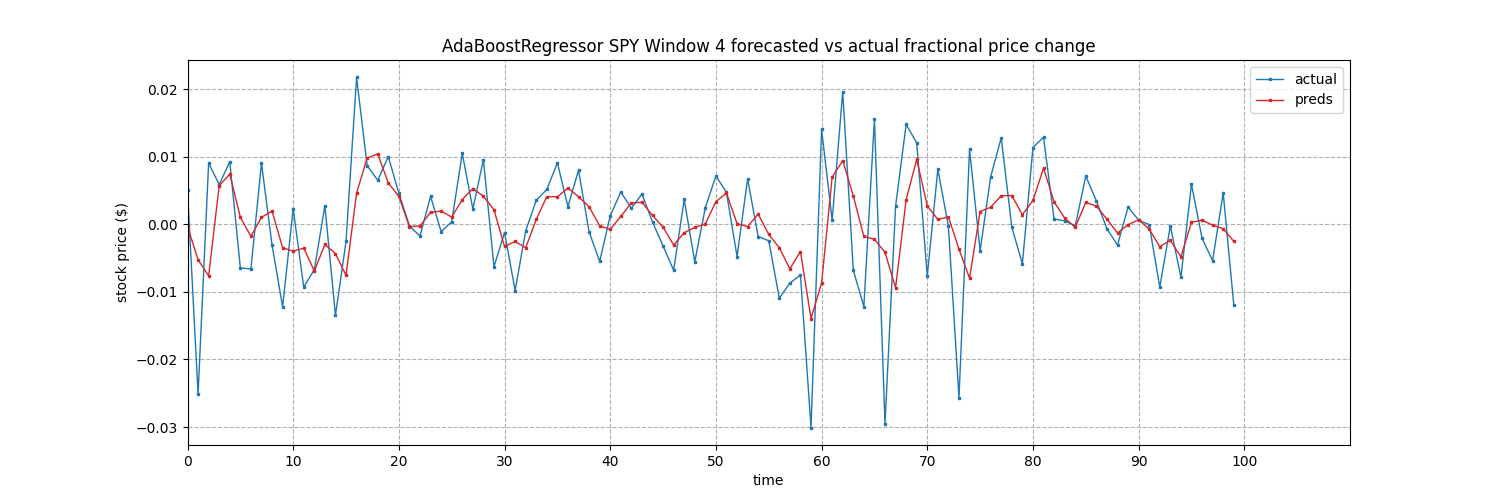 AdaBoostRegressor SPY Window 4 forecasted vs actual fractional price change
actual
preds
stock price ($)
0.02
0.01
0.00
−0.01
−0.02
−0.03
0 10 20 30 40 50 60 70 80 90 100
time